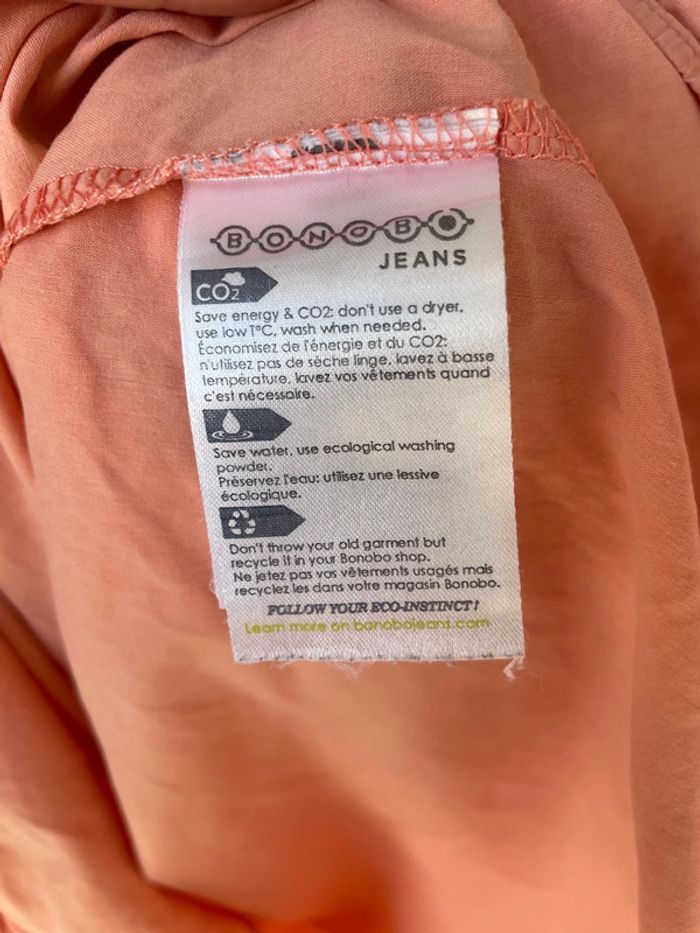 BONOBO
JEANS
CO2
Save energy & CO2: don't use a dryer,
use low T°C, wash when needed.
Économisez de l'énergie et du CO2:
n'utilisez pas de sèche linge, lavez à basse
température, lavez vos vêtements quand
c'est nécessaire.
Save water, use ecological washing
powder.
Préservez l'eau: utilisez une lessive
écologique.
Don't throw your old garment but
recycle it in your Bonobo shop.
Ne jetez pas vos vêtements usagés mais
recyclez les dans votre magasin Bonobo.
FOLLOW YOUR ECO-INSTINCT !
Learn more on bonobojeans.com